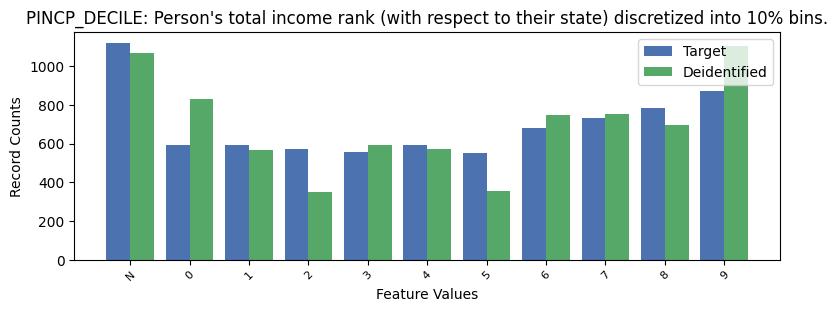 PINCP_DECILE: Person's total income rank (with respect to their state) discretized into 10% bins.
Target
Deidentified
Record Counts
1000
800
600
400
200
0
N 0 1 2 3 4 5 6 7 8 9
Feature Values